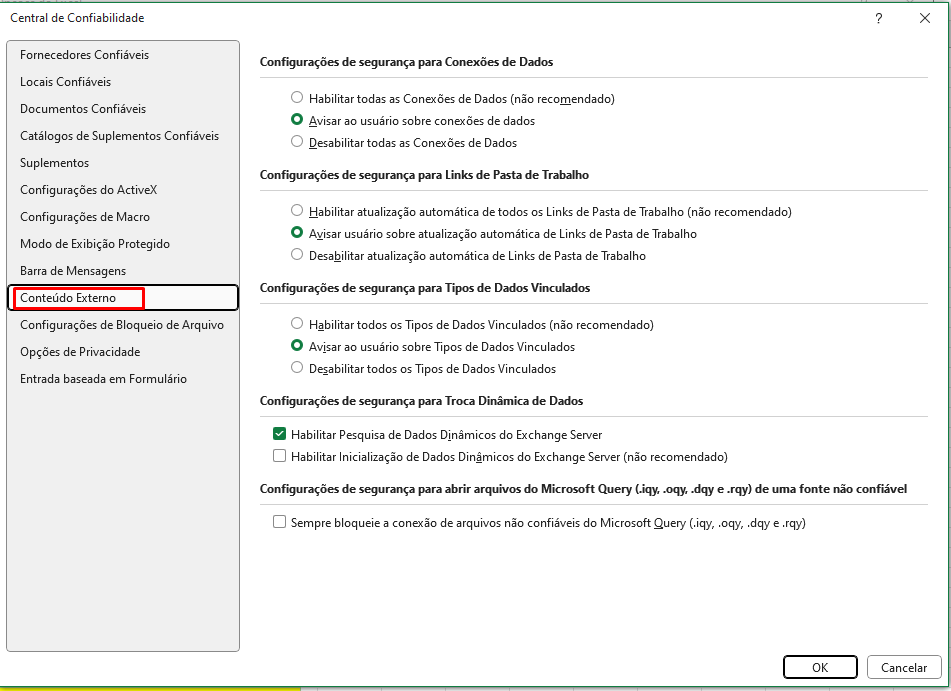 Central de Confiabilidade
?
Fornecedores Confiáveis
Locais Confiáveis
Documentos Confiáveis
Catálogos de Suplementos Confiáveis
Suplementos
Configurações do ActiveX
Configurações de Macro
Modo de Exibição Protegido
Barra de Mensagens
Conteúdo Externo
Configurações de Bloqueio de Arquivo
Opções de Privacidade
Entrada baseada em Formulário
Configurações de segurança para Conexões de Dados
Habilitar todas as Conexões de Dados (não recomendado)
Avisar ao usuário sobre conexões de dados
Desabilitar todas as Conexões de Dados
Configurações de segurança para Links de Pasta de Trabalho
Habilitar atualização automática de todos os Links de Pasta de Trabalho (não recomendado)
Avisar usuário sobre atualização automática de Links de Pasta de Trabalho
Desabilitar atualização automática de Links de Pasta de Trabalho
Configurações de segurança para Tipos de Dados Vinculados
Habilitar todos os Tipos de Dados Vinculados (não recomendado)
Avisar ao usuário sobre Tipos de Dados Vinculados
Desabilitar todos os Tipos de Dados Vinculados
Configurações de segurança para Troca Dinâmica de Dados
Habilitar Pesquisa de Dados Dinâmicos do Exchange Server
Habilitar Inicialização de Dados Dinâmicos do Exchange Server (não recomendado)
Configurações de segurança para abrir arquivos do Microsoft Query (.iqy, .oqy, .dqy e .rqy) de uma fonte não confiável
Sempre bloqueie a conexão de arquivos não confiáveis do Microsoft Query (.iqy, .oqy, .dqy e .rqy)
OK
Cancelar